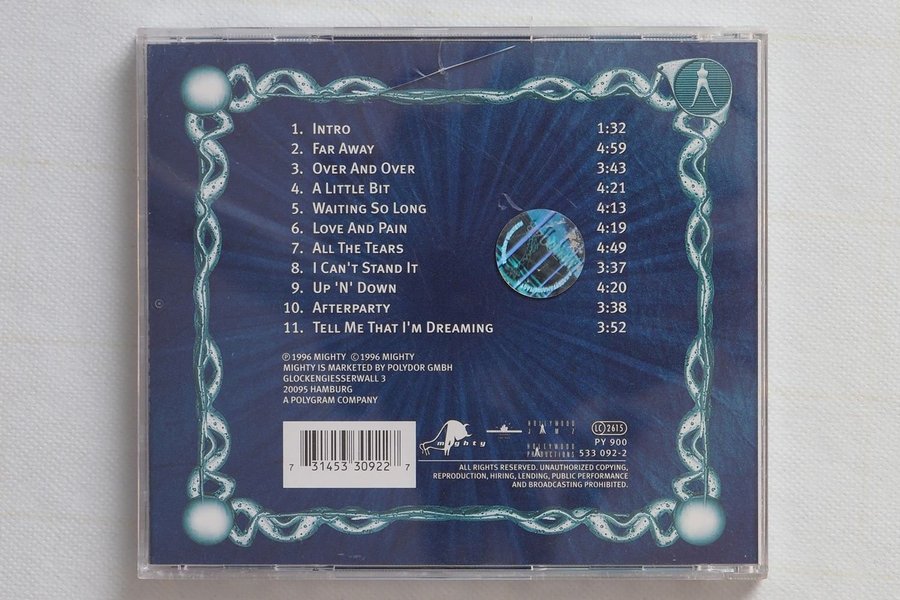 1. INTRO 1:32
2. FAR AWAY 4:59
3. OVER AND OVER 3:43
4. A LITTLE BIT 4:21
5. WAITING SO LONG 4:13
6. LOVE AND PAIN 4:19
7. ALL THE TEARS 4:49
8. I CAN'T STAND IT 3:37
9. UP 'N' DOWN 4:20
10. AFTERPARTY 3:38
11. TELL ME THAT I'M DREAMING 3:52
℗ 1996 MIGHTY © 1996 MIGHTY
MIGHTY IS MARKETED BY POLYDOR GMBH
GLOCKENGIESSERWALL 3
20095 HAMBURG
A POLYGRAM COMPANY
7 31453 30922 7
mighty
HOLLYWOOD
JAMZ
HOLLYWOOD
PRODUCTIONS
LC 2615
PY 900
533 092-2
ALL RIGHTS RESERVED. UNAUTHORIZED COPYING,
REPRODUCTION, HIRING, LENDING, PUBLIC PERFORMANCE
AND BROADCASTING PROHIBITED.